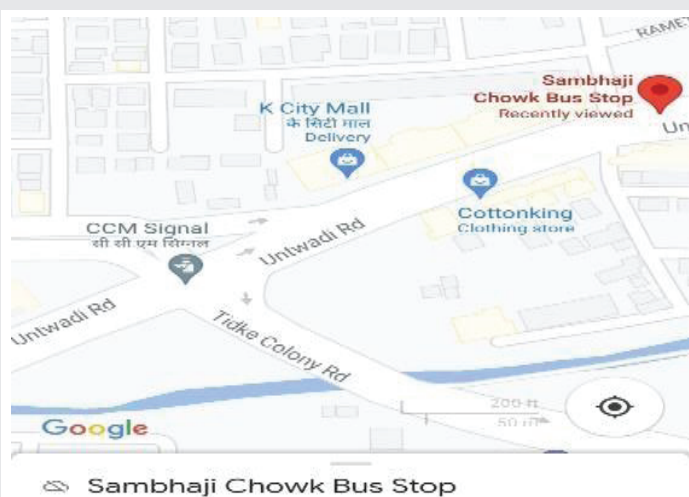 Sambhaji
Chowk Bus Stop
Recently viewed
K City Mall
के सिटी माल
Delivery
Cottonking
Clothing store
CCM Signal
सी सी एम सिग्नल
Untwadi Rd
Untwadi Rd
Tidke Colony Rd
200 ft
50 m
Google
Sambhaji Chowk Bus Stop